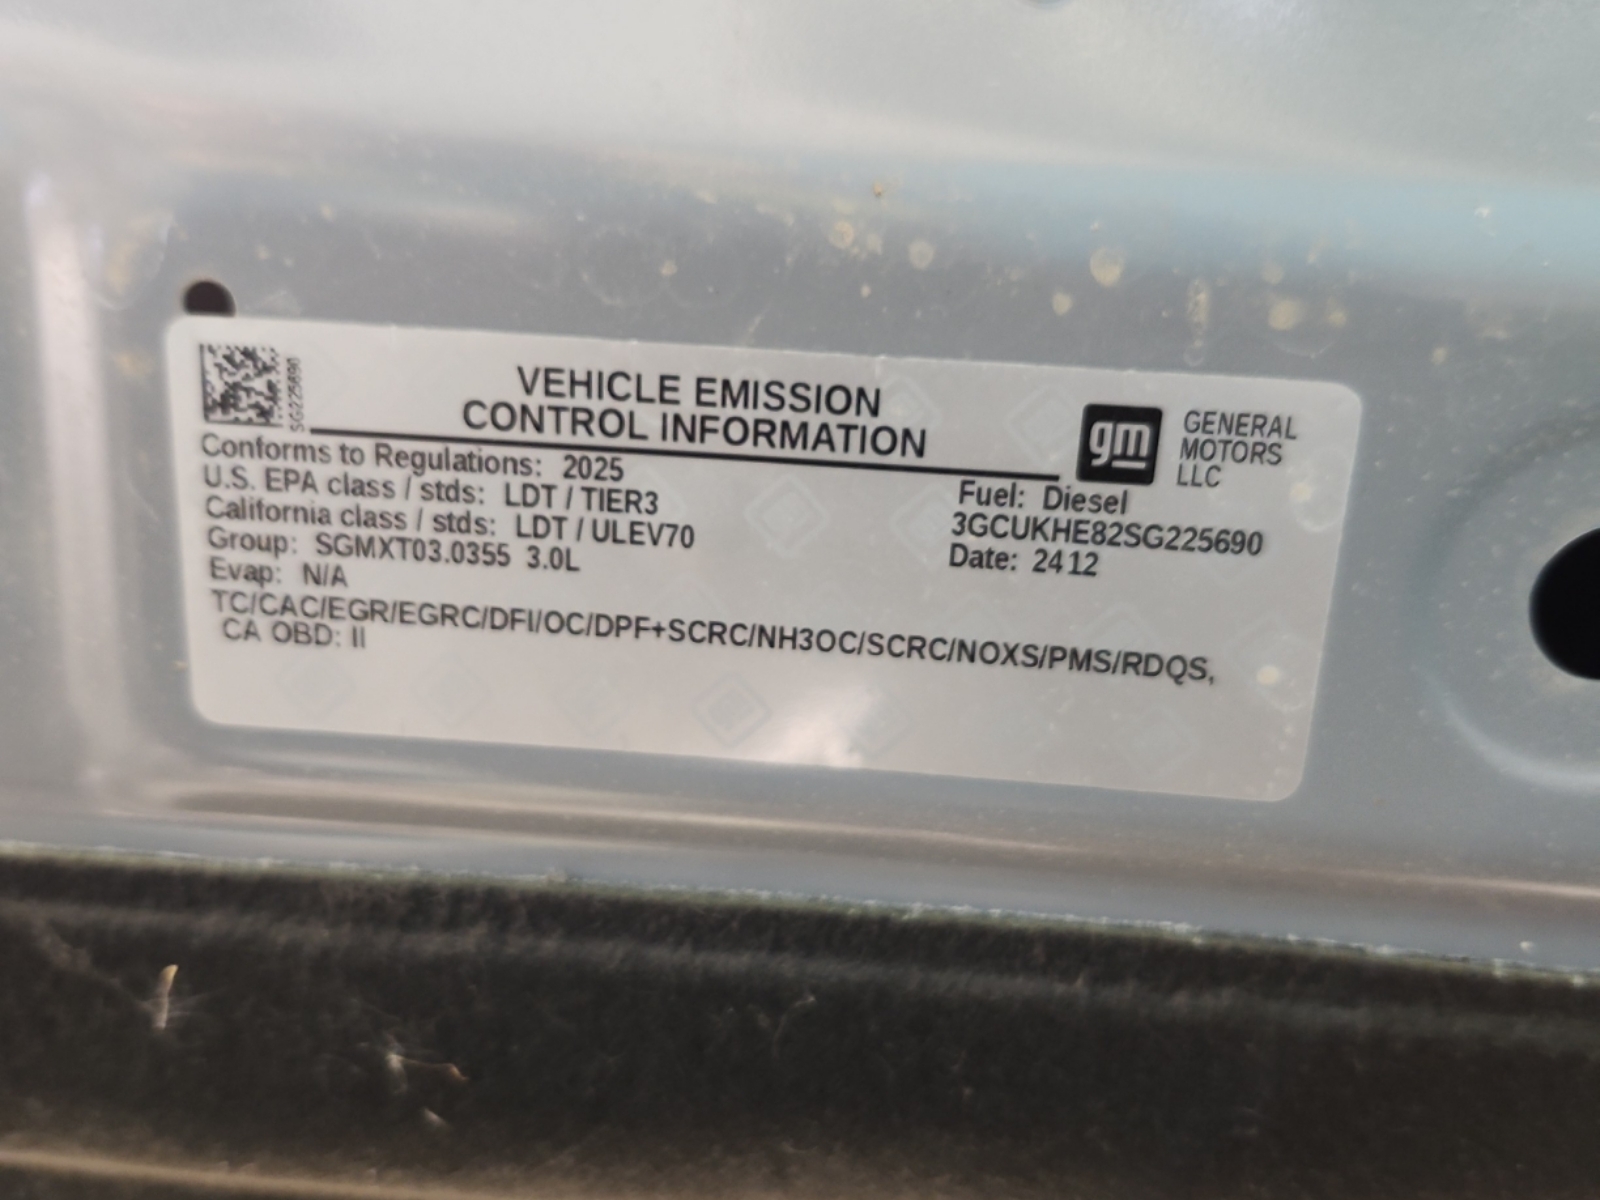 SG225690
VEHICLE EMISSION
CONTROL INFORMATION
gm
GENERAL
MOTORS
LLC
Conforms to Regulations: 2025
U.S. EPA class / stds: LDT / TIER3
California class / stds: LDT / ULEV70
Group: SGMXT03.0355 3.0L
Evap: N/A
Fuel: Diesel
3GCUKHE82SG225690
Date: 2412
TC/CAC/EGR/EGRC/DFI/OC/DPF+SCRC/NH3OC/SCRC/NOXS/PMS/RDQS,
CA OBD: II